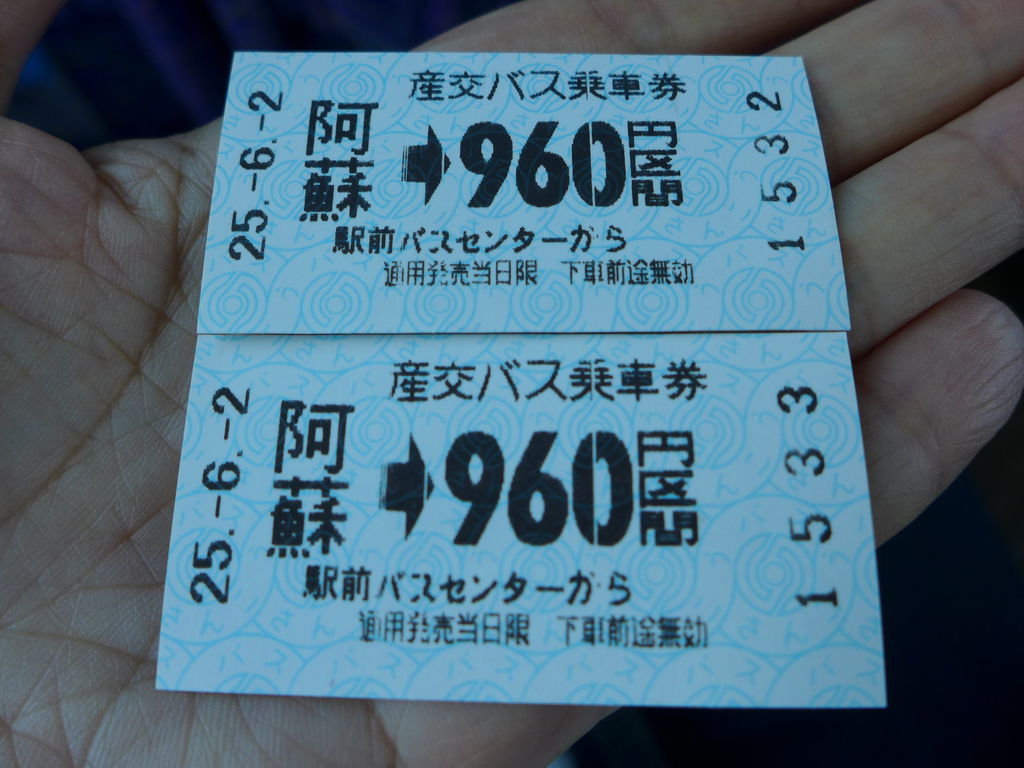 産交バス乗車券
25.-6.-2
阿蘇➡960円区間
1532
駅前バスセンターから
通用発売当日限 下車前途無効
産交バス乗車券
25.-6.-2
阿蘇➡960円区間
1533
駅前バスセンターから
通用発売当日限 下車前途無効